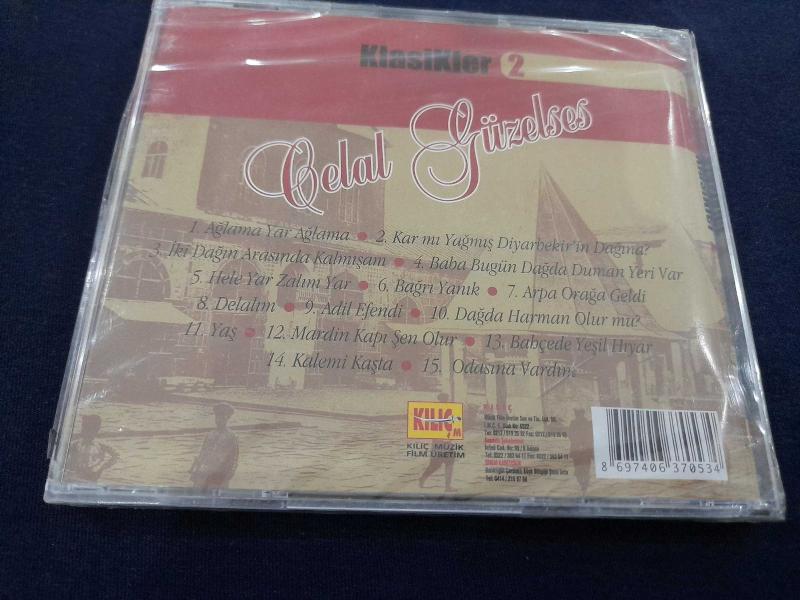 KlasiKler 2
Celal Güzelses
1. Ağlama Yar Ağlama ● 2. Kar mı Yağmış Diyarbekir'in Dağına?
3. İki Dağın Arasında Kalmışam ● 4. Baba Bugün Dağda Duman Yeri Var
5. Hele Yar Zalım Yar ● 6. Bağrı Yanık ● 7. Arpa Orağa Geldi
8. Delalım ● 9. Adil Efendi ● 10. Dağda Harman Olur mu?
11. Yaş ● 12. Mardin Kapı Şen Olur ● 13. Bahçede Yeşil Hıyar
14. Kalemi Kaşta ● 15. Odasına Vardım
KILIÇ
KILIÇ MÜZİK
FİLM ÜRETİM
8 697406 370534